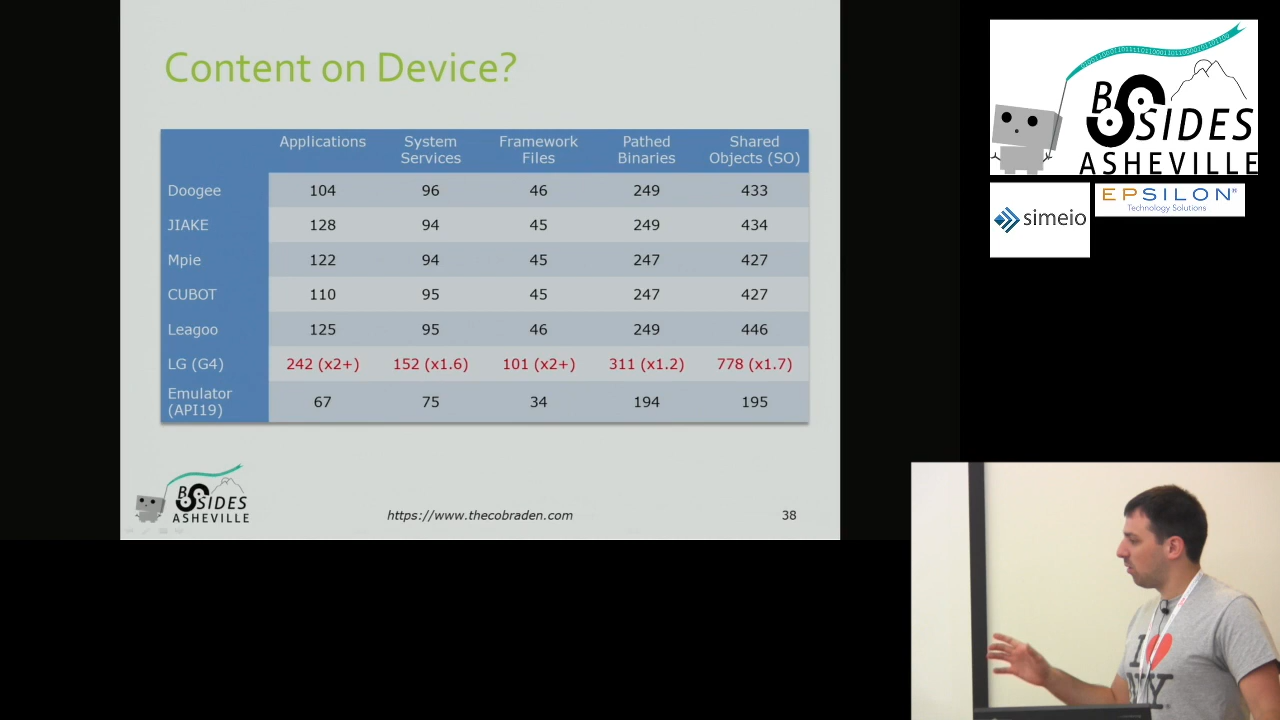 Content on Device?
Applications System Services Framework Files Pathed Binaries Shared Objects (SO)
Doogee 104 96 46 249 433
JIAKE 128 94 45 249 434
Mpie 122 94 45 247 427
CUBOT 110 95 45 247 427
Leagoo 125 95 46 249 446
LG (G4) 242 (x2+) 152 (x1.6) 101 (x2+) 311 (x1.2) 778 (x1.7)
Emulator (API19) 67 75 34 194 195
BSIDES
ASHEVILLE
https://www.thecobraden.com
38
BSIDES
ASHEVILLE
simeio
EPSILON®
Technology Solutions
I ❤
NY